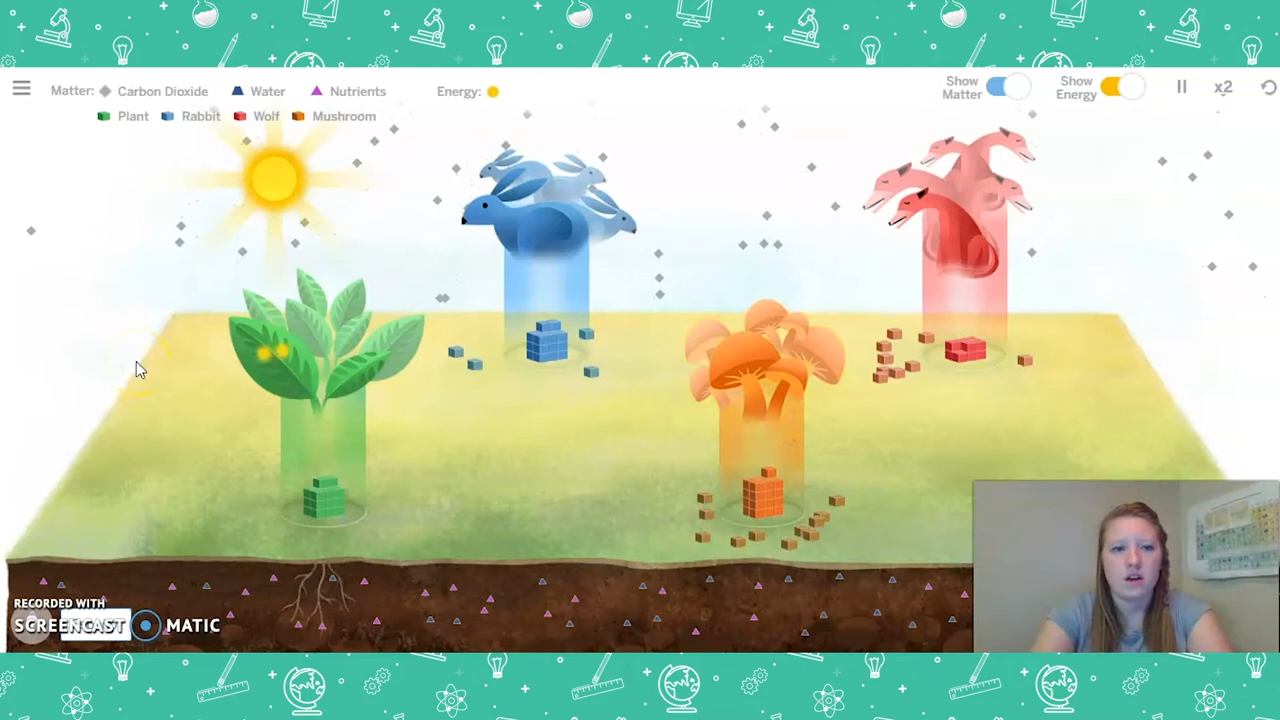 Matter: Carbon Dioxide Water Nutrients Energy:
Plant Rabbit Wolf Mushroom
Show Matter
Show Energy
x2
RECORDED WITH
SCREENCAST MATIC